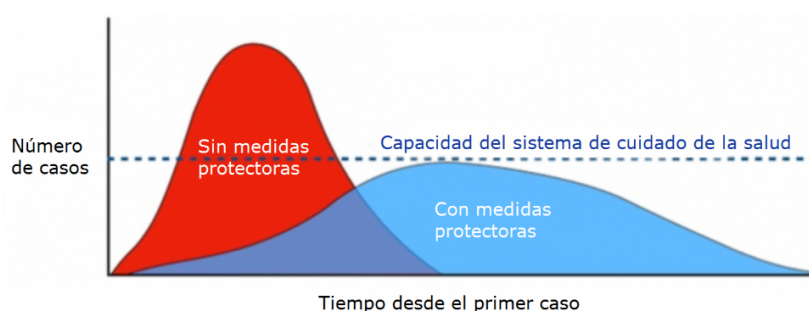 Número
de casos
Sin medidas
protectoras
Capacidad del sistema de cuidado de la salud
Con medidas
protectoras
Tiempo desde el primer caso